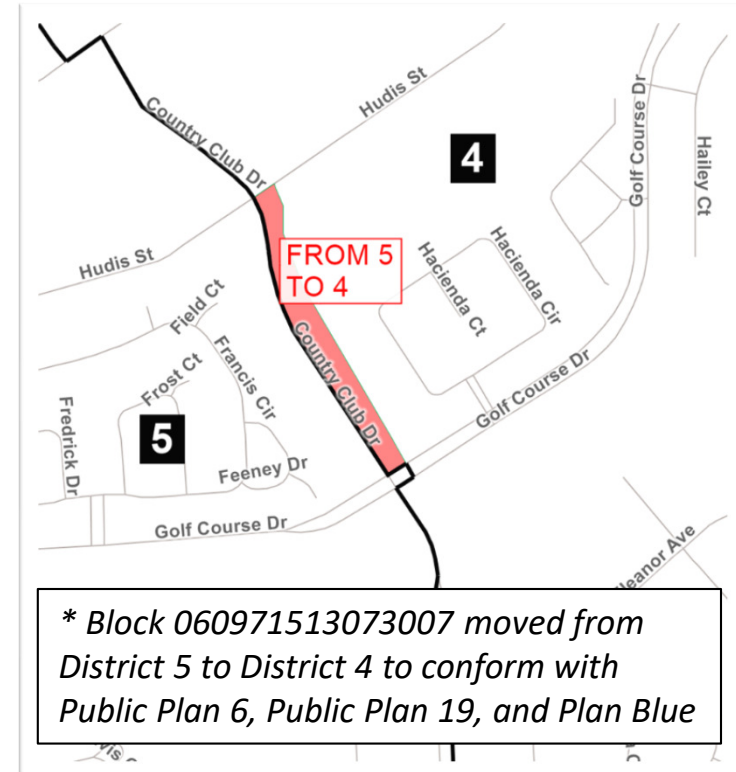 Country Club Dr
Hudis St
Golf Course Dr
Hailey Ct
4
Hudis St
FROM 5
TO 4
Hacienda Ct
Hacienda Cir
Field Ct
Francis Cir
Frost Ct
Country Club Dr
Golf Course Dr
Fredrick Dr
5
Feeney Dr
Golf Course Dr
Eleanor Ave
* Block 060971513073007 moved from
District 5 to District 4 to conform with
Public Plan 6, Public Plan 19, and Plan Blue